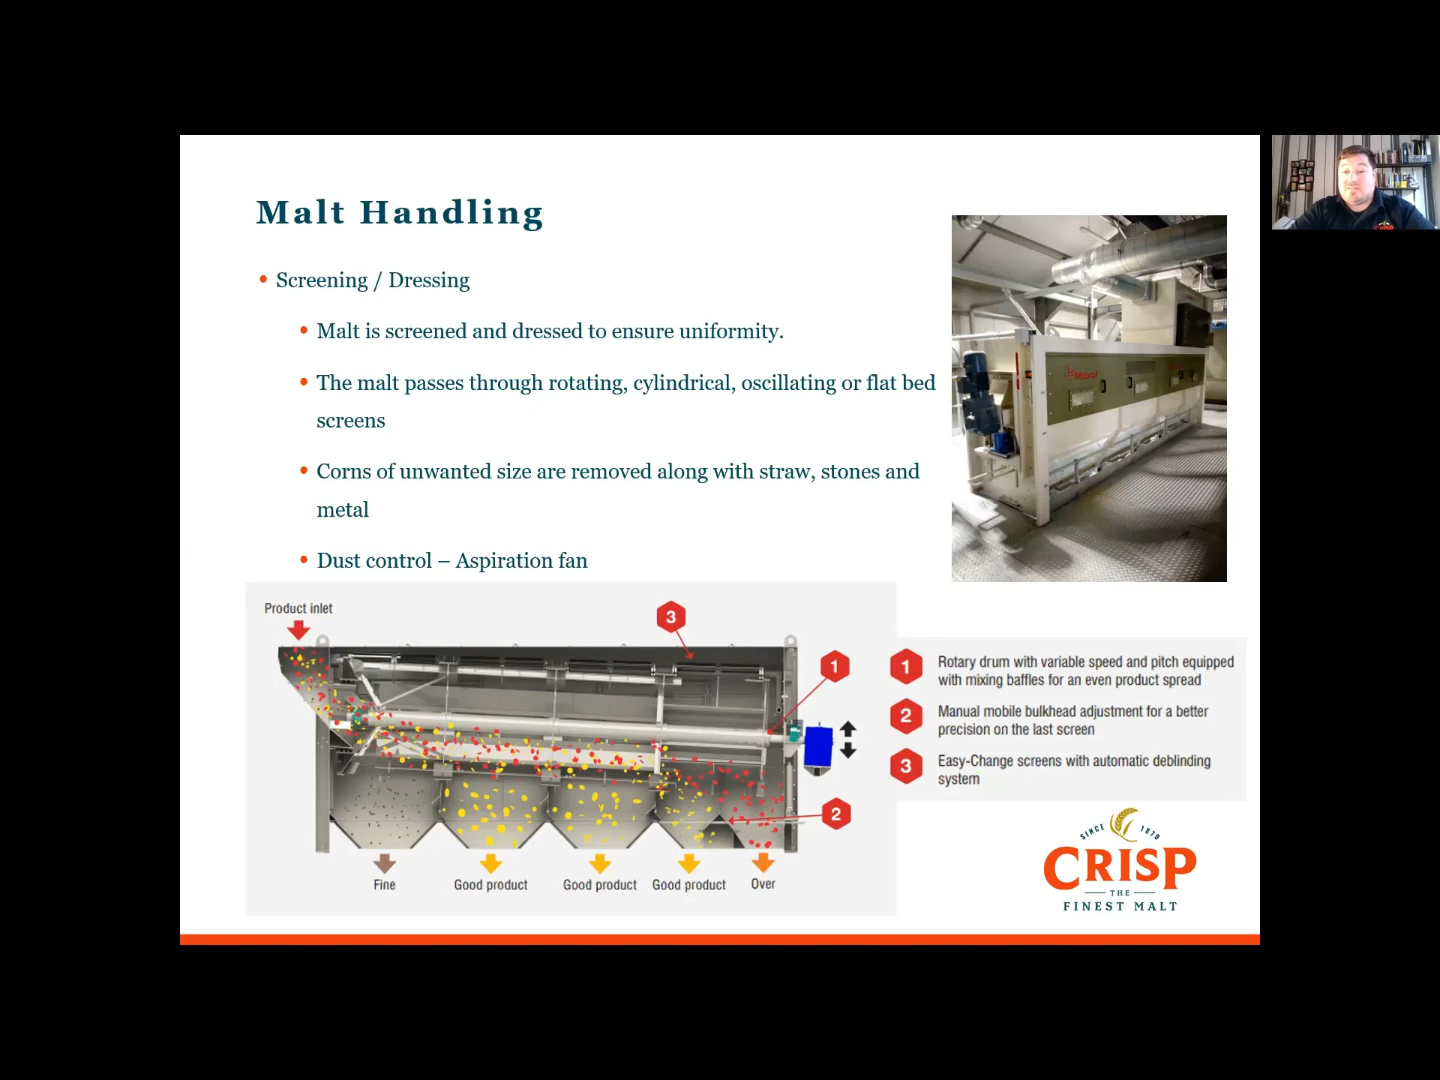 Malt Handling
Screening / Dressing
Malt is screened and dressed to ensure uniformity.
The malt passes through rotating, cylindrical, oscillating or flat bed
screens
Corns of unwanted size are removed along with straw, stones and
metal
Dust control – Aspiration fan
Product inlet
3
1
2
Fine
Good product
Good product
Good product
Over
1
Rotary drum with variable speed and pitch equipped
with mixing baffles for an even product spread
2
Manual mobile bulkhead adjustment for a better
precision on the last screen
3
Easy-Change screens with automatic deblinding
system
SINCE 1870
CRISP
THE
FINEST MALT
CRISP